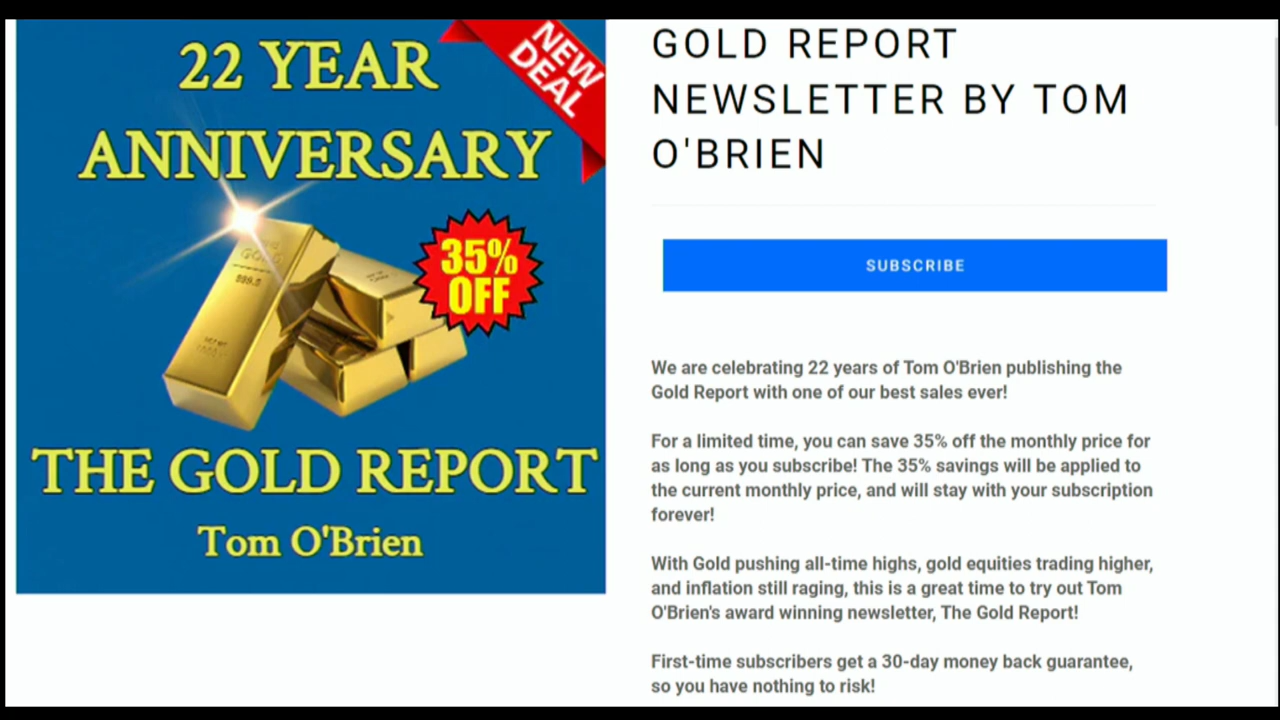 22 YEAR
ANNIVERSARY
NEW
DEAL
GOLD
999.9
35%
OFF
THE GOLD REPORT
Tom O'Brien
GOLD REPORT
NEWSLETTER BY TOM
O'BRIEN
SUBSCRIBE
We are celebrating 22 years of Tom O'Brien publishing the
Gold Report with one of our best sales ever!
For a limited time, you can save 35% off the monthly price for
as long as you subscribe! The 35% savings will be applied to
the current monthly price, and will stay with your subscription
forever!
With Gold pushing all-time highs, gold equities trading higher,
and inflation still raging, this is a great time to try out Tom
O'Brien's award winning newsletter, The Gold Report!
First-time subscribers get a 30-day money back guarantee,
so you have nothing to risk!